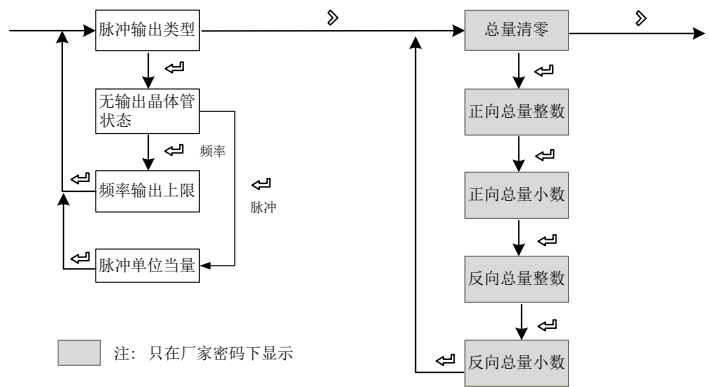 脉冲输出类型
总量清零
无输出晶体管
状态
频率
正向总量整数
频率输出上限
脉冲
正向总量小数
脉冲单位当量
反向总量整数
注：只在厂家密码下显示
反向总量小数